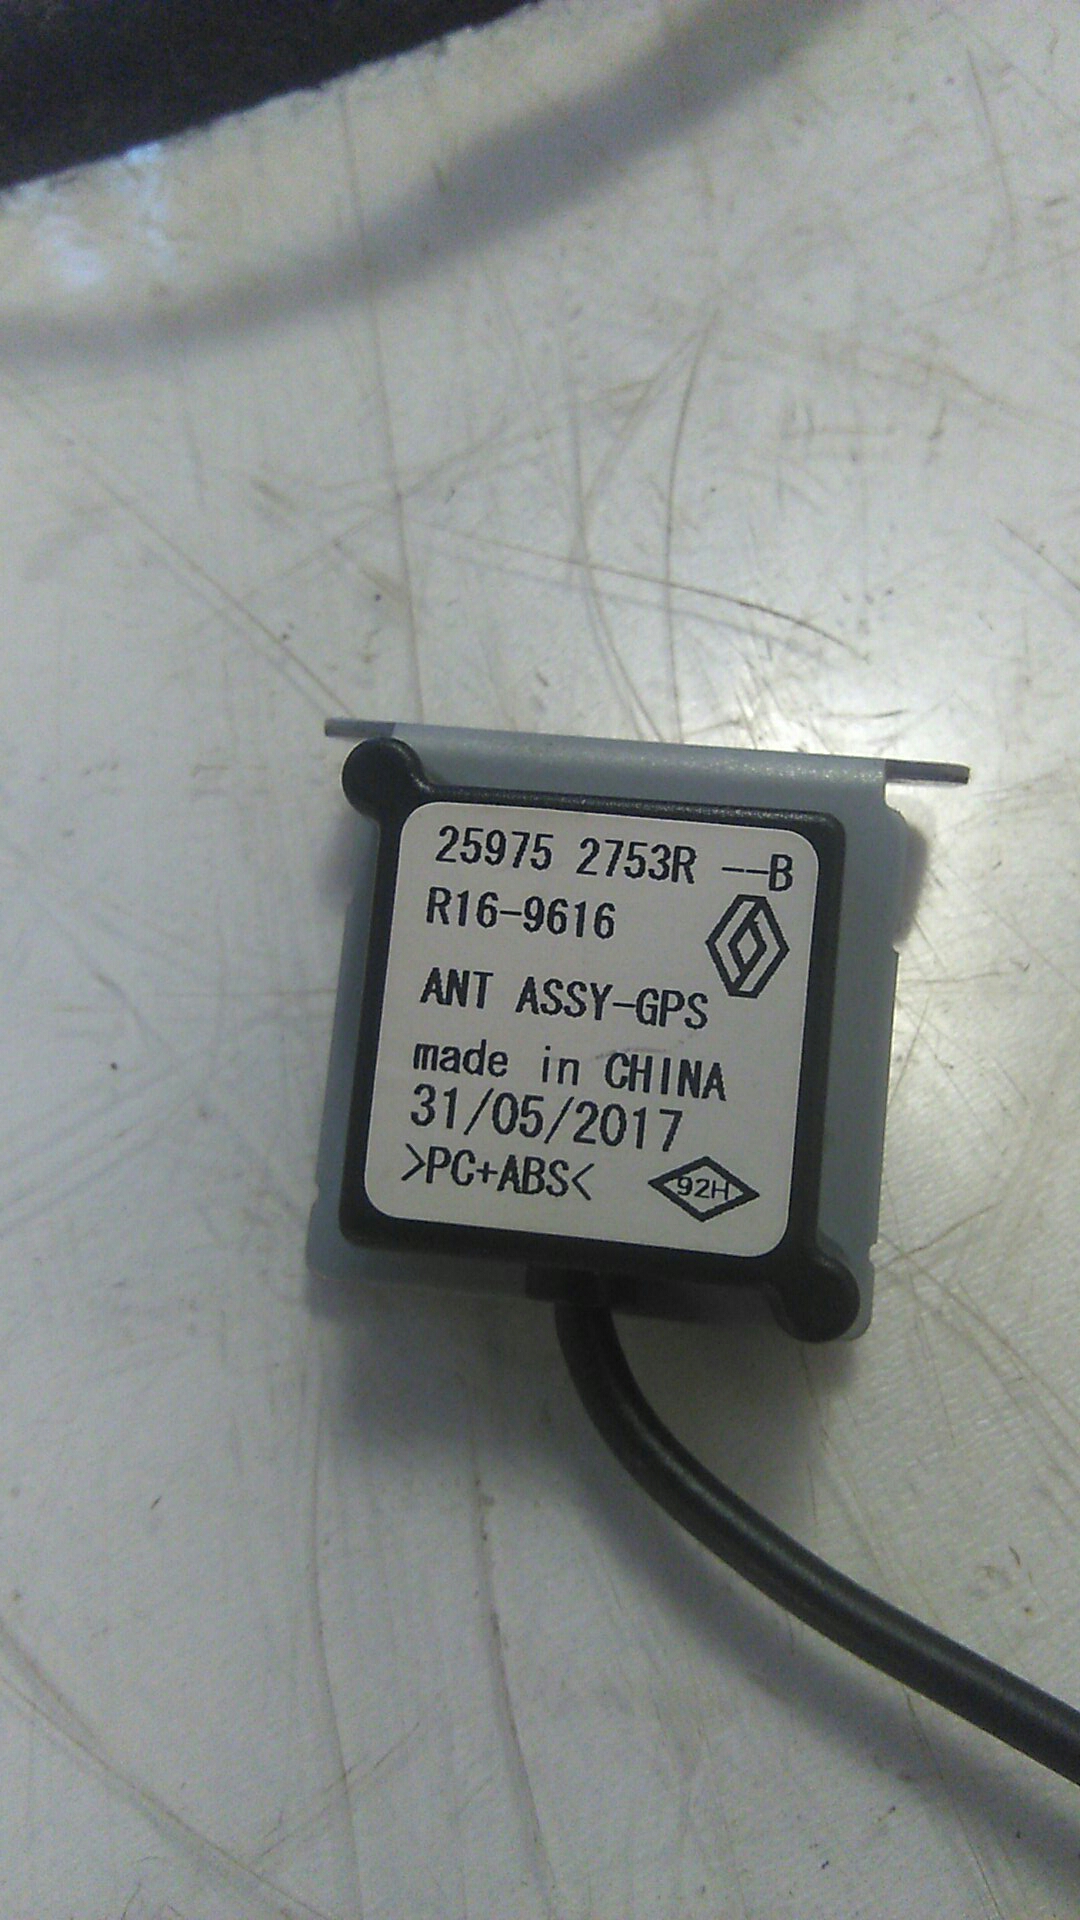 25975 2753R --B
R16-9616
ANT ASSY-GPS
made in CHINA
31/05/2017
>PC+ABS<
92H